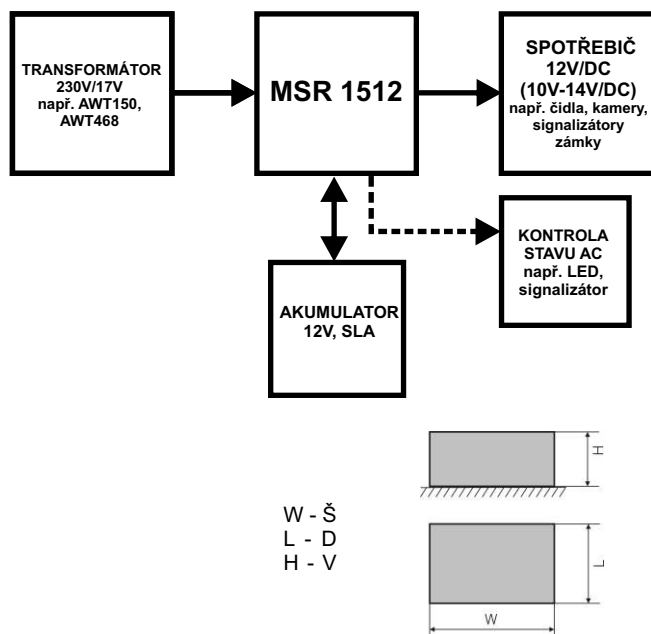 TRANSFORMÁTOR
230V/17V
např. AWT150,
AWT468
MSR 1512
SPOTŘEBIČ
12V/DC
(10V-14V/DC)
např. čidla, kamery,
signalizátory
zámky
KONTROLA
STAVU AC
např. LED,
signalizátor
AKUMULATOR
12V, SLA
W - Š
L - D
H - V
H
L
W